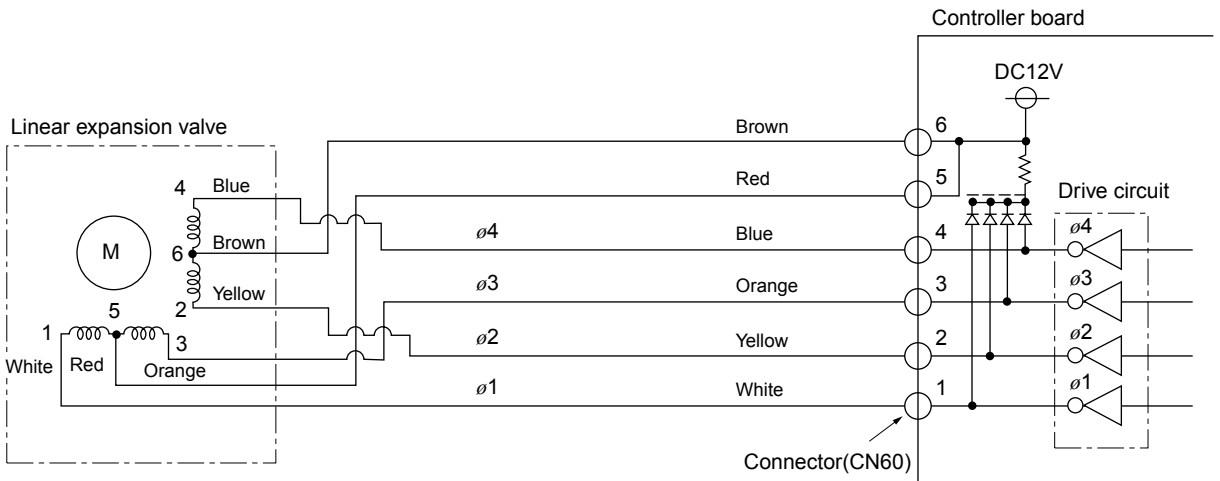 Controller board
DC12V
Linear expansion valve
Brown 6
Red 5
Drive circuit
4 Blue
ø4 Blue 4 ø4
M
6 Brown
ø3 Orange 3 ø3
Yellow
2
5
1 3
ø2 Yellow 2 ø2
White Red Orange
ø1 White 1 ø1
Connector(CN60)